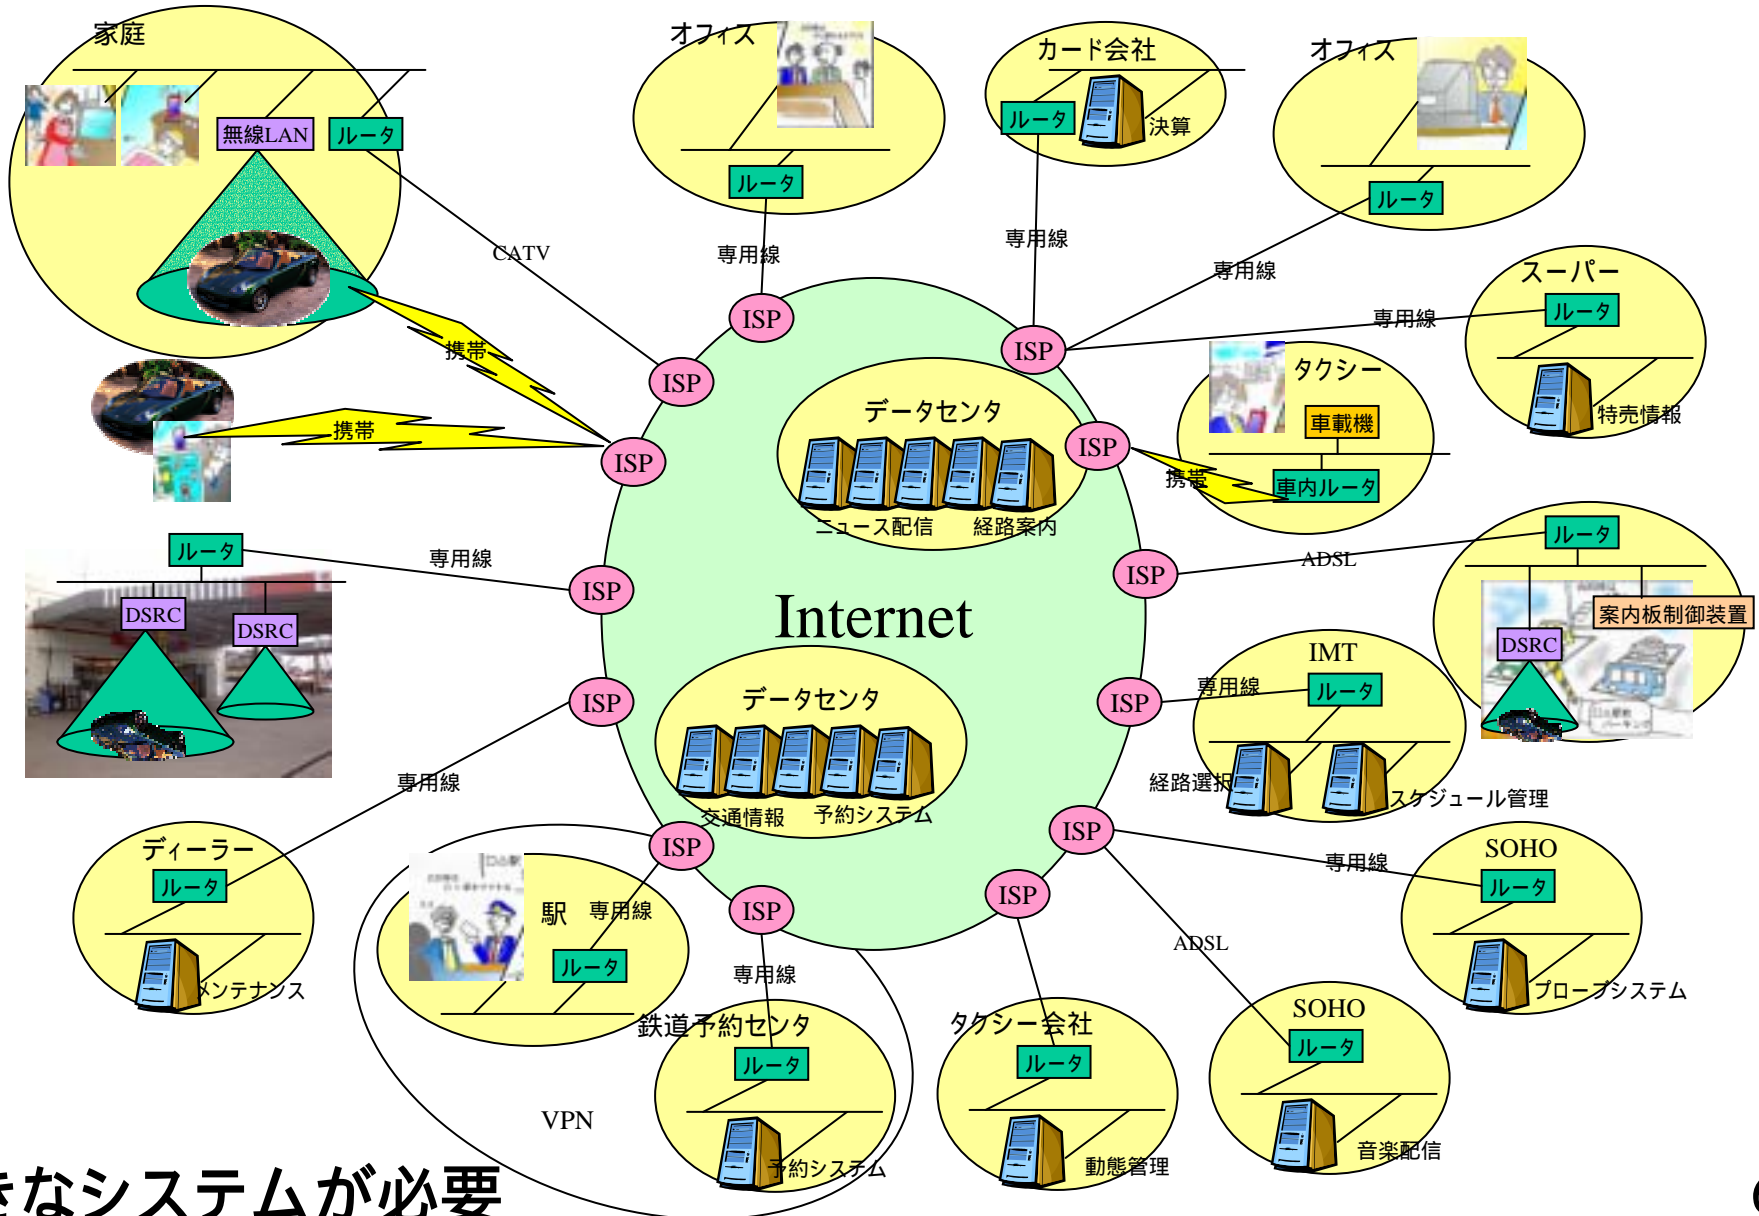 家庭
無線LAN
ルータ
CATV
オフィス
ルータ
専用線
カード会社
ルータ
決算
専用線
オフィス
ルータ
専用線
スーパー
ルータ
専用線
特売情報
タクシー
車載機
車内ルータ
携帯
携帯
携帯
ISP
ISP
ISP
ISP
ISP
ISP
ISP
ISP
ISP
ISP
ISP
ISP
ISP
ISP
データセンタ
ニュース配信
経路案内
Internet
データセンタ
交通情報
予約システム
ルータ
専用線
DSRC
DSRC
ルータ
ADSL
案内板制御装置
DSRC
IMT
専用線
ルータ
経路選択
スケジュール管理
専用線
ディーラー
ルータ
メンテナンス
駅
専用線
ルータ
専用線
鉄道予約センタ
ルータ
予約システム
VPN
タクシー会社
ルータ
動態管理
ADSL
SOHO
ルータ
音楽配信
専用線
SOHO
ルータ
プローブシステム
きなシステムが必要